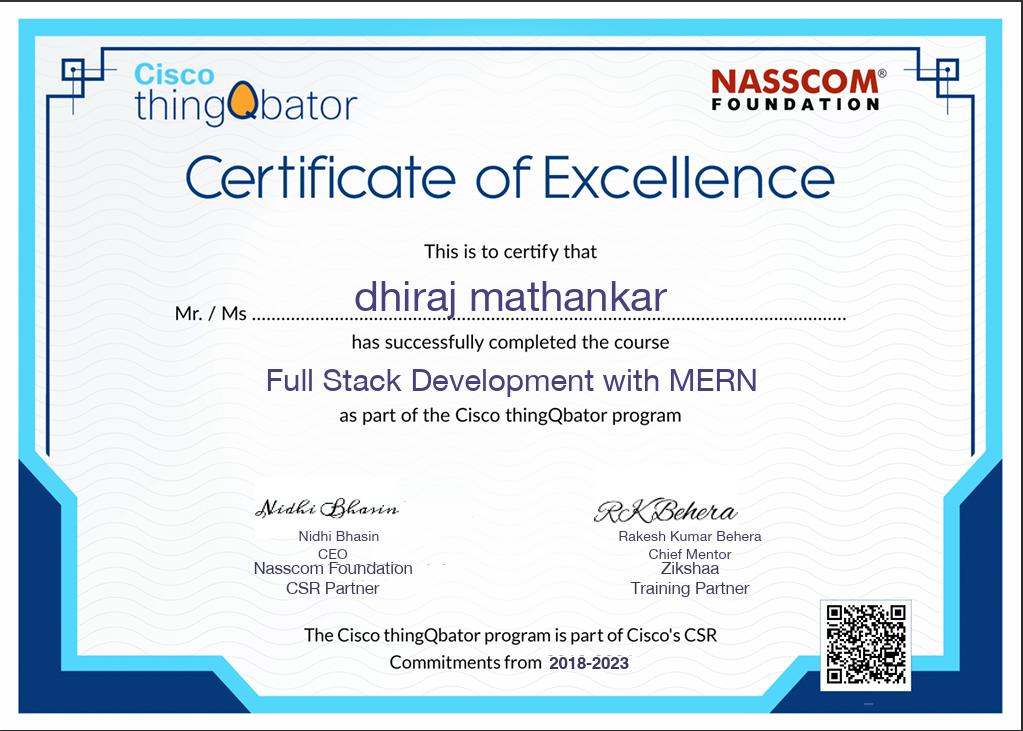 Cisco
thingQbator
NASSCOM®
FOUNDATION
Certificate of Excellence
This is to certify that
Mr. / Ms dhiraj mathankar
has successfully completed the course
Full Stack Development with MERN
as part of the Cisco thingQbator program
Nidhi Bhasin
Nidhi Bhasin
CEO
Nasscom Foundation
CSR Partner
RKBehera
Rakesh Kumar Behera
Chief Mentor
Zikshaa
Training Partner
The Cisco thingQbator program is part of Cisco's CSR
Commitments from 2018-2023